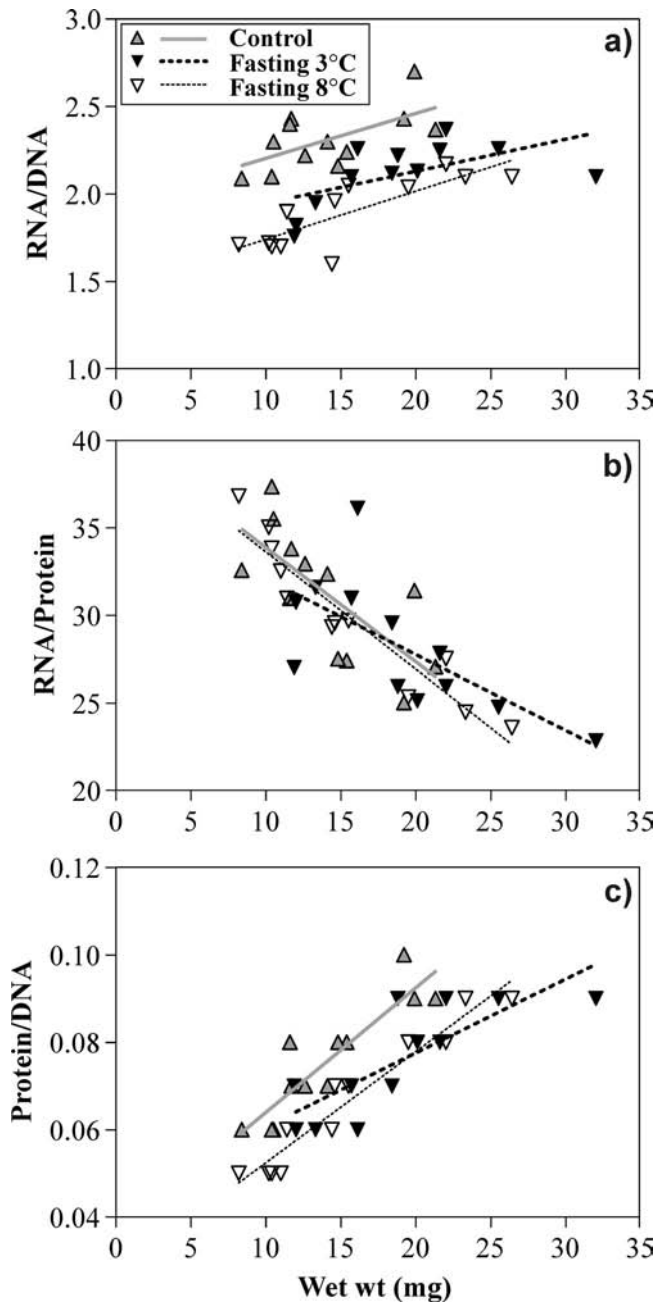 3.0
a)
Control
Fasting 3°C
Fasting 8°C
2.5
2.0
1.5
1.0
RNA/DNA
0 5 10 15 20 25 30 35
40
b)
35
30
25
20
RNA/Protein
0 5 10 15 20 25 30 35
0.12
c)
0.10
0.08
0.06
0.04
Protein/DNA
0 5 10 15 20 25 30 35
Wet wt (mg)